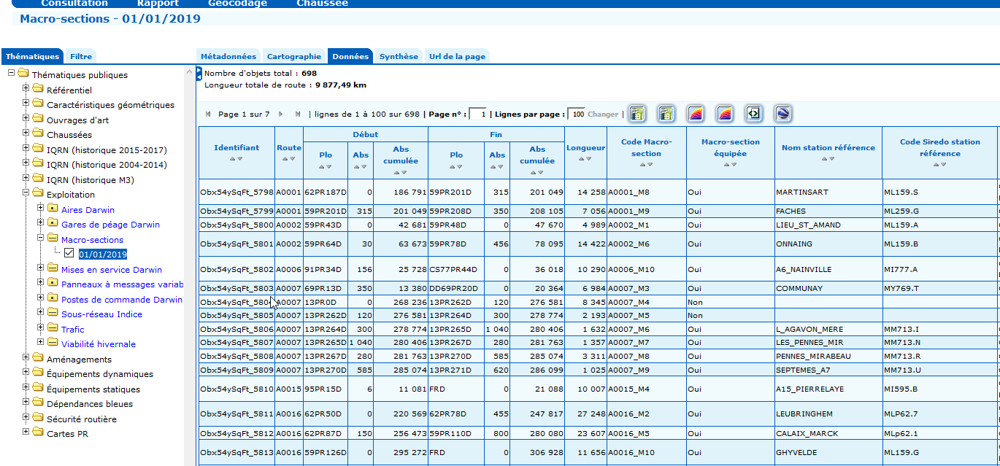 Consultation Rapport Géocodage Chaussée
Macro-sections - 01/01/2019
Thématiques Filtre
Métadonnées Cartographie Données Synthèse Url de la page
Thématiques publiques
Référentiel
Caractéristiques géométriques
Ouvrages d'art
Chaussées
IQRN (historique 2015-2017)
IQRN (historique 2004-2014)
IQRN (historique M3)
Exploitation
Aires Darwin
Gares de péage Darwin
Macro-sections
01/01/2019
Mises en service Darwin
Panneaux à messages variab
Postes de commande Darwin
Sous-réseau Indice
Trafic
Viabilité hivernale
Aménagements
Équipements dynamiques
Équipements statiques
Dépendances bleues
Sécurité routière
Cartes PR
Nombre d'objets total : 698
Longueur totale de route : 9 877,49 km
Page 1 sur 7 | lignes de 1 à 100 sur 698 | Page n° : 1 | Lignes par page : 100 Changer |
Début Fin
Identifiant Route Plo Abs Abs cumulée Plo Abs Abs cumulée Longueur Code Macro-section Macro-section équipée Nom station référence Code Siredo station référence
Obx54ySqFt_5798 A0001 62PR187D 0 186 791 59PR201D 315 201 049 14 258 A0001_M8 Oui MARTINSART ML159.S
Obx54ySqFt_5799 A0001 59PR201D 315 201 049 59PR208D 350 208 105 7 056 A0001_M9 Oui FACHES ML259.G
Obx54ySqFt_5800 A0002 59PR43D 0 42 681 59PR48D 0 47 670 4 989 A0002_M1 Oui LIEU_ST_AMAND ML159.A
Obx54ySqFt_5801 A0002 59PR64D 30 63 673 59PR78D 456 78 095 14 422 A0002_M6 Oui ONNAING ML159.B
Obx54ySqFt_5802 A0006 91PR34D 156 25 728 CS77PR44D 0 36 018 10 290 A0006_M10 Oui A6_NAINVILLE MI777.A
Obx54ySqFt_5803 A0007 69PR13D 350 13 380 DD69PR20D 0 20 364 6 984 A0007_M3 Oui COMMUNAY MY769.T
Obx54ySqFt_5804 A0007 13PR0D 0 268 236 13PR262D 120 276 581 8 345 A0007_M4 Non
Obx54ySqFt_5805 A0007 13PR262D 120 276 581 13PR264D 300 278 774 2 193 A0007_M5 Non
Obx54ySqFt_5806 A0007 13PR264D 300 278 774 13PR265D 1 040 280 406 1 632 A0007_M6 Oui L_AGAVON_MERE MM713.I
Obx54ySqFt_5807 A0007 13PR265D 1 040 280 406 13PR267D 280 281 763 1 357 A0007_M7 Oui LES_PENNES_MIR MM713.N
Obx54ySqFt_5808 A0007 13PR267D 280 281 763 13PR270D 585 285 074 3 311 A0007_M8 Oui PENNES_MIRABEAU MM713.R
Obx54ySqFt_5809 A0007 13PR270D 585 285 074 13PR271D 620 286 099 1 025 A0007_M9 Oui SEPTEMES_A7 MM713.U
Obx54ySqFt_5810 A0015 95PR15D 6 11 081 FRD 0 21 088 10 007 A0015_M4 Oui A15_PIERRELAYE MI595.B
Obx54ySqFt_5811 A0016 62PR50D 0 220 569 62PR78D 455 247 817 27 248 A0016_M2 Oui LEUBRINGHEM MLP62.7
Obx54ySqFt_5812 A0016 62PR87D 150 256 473 59PR110D 800 280 080 23 607 A0016_M5 Oui CALAIX_MARCK MLp62.1
Obx54ySqFt_5813 A0016 59PR126D 0 295 272 FRD 0 306 928 11 656 A0016_M10 Oui GHYVELDE ML159.G